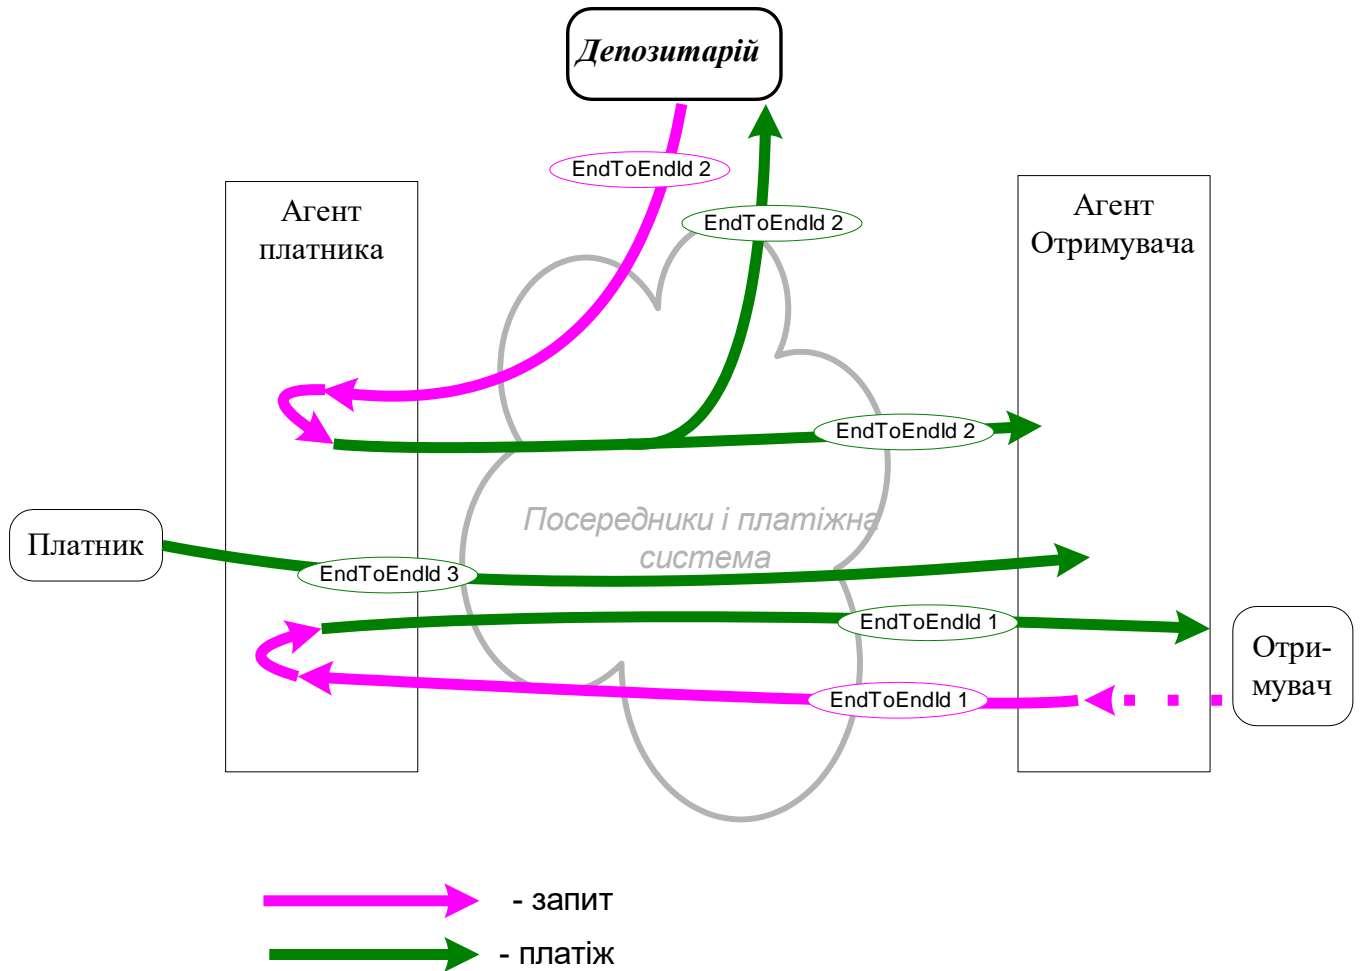 Депозитарій
EndToEndId 2
Агент
платника
EndToEndId 2
Агент
Отримувача
EndToEndId 2
Посередники і платіжна
система
Платник
EndToEndId 3
EndToEndId 1
Отри-
мувач
EndToEndId 1
- запит
- платіж